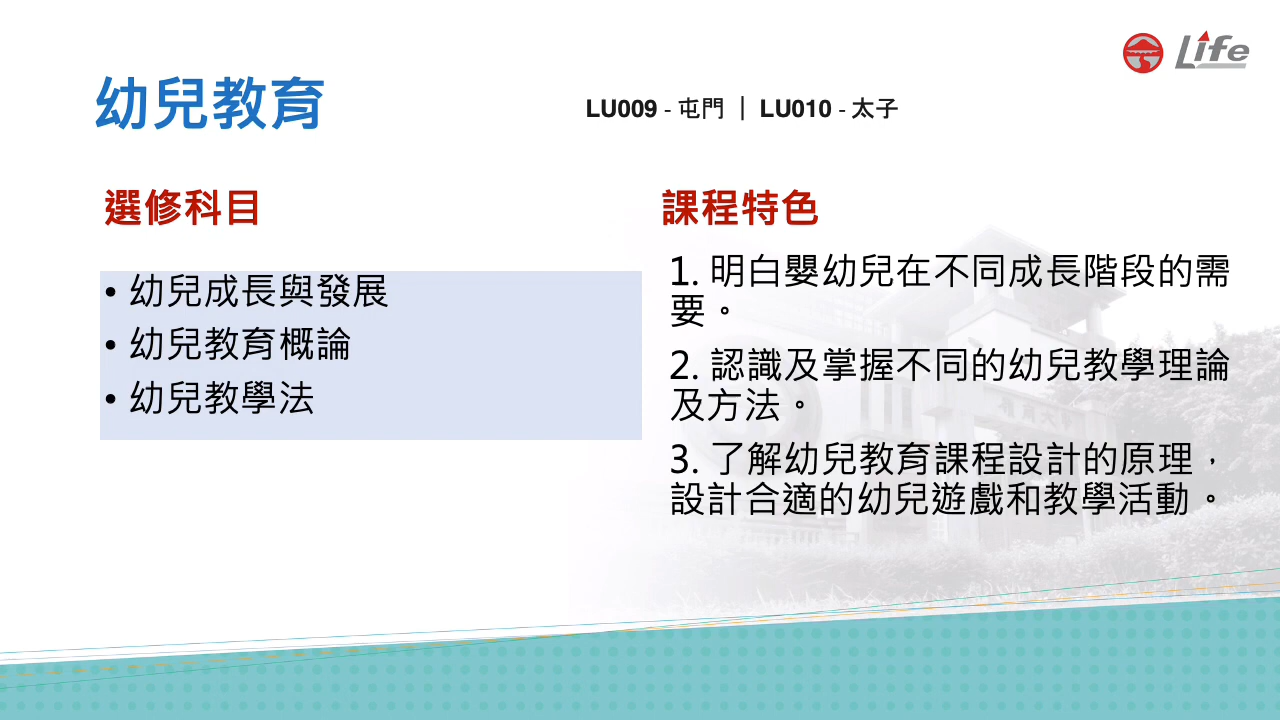 Life
幼兒教育
LU009 - 屯門 ｜ LU010 - 太子
選修科目
• 幼兒成長與發展
• 幼兒教育概論
• 幼兒教學法
課程特色
1. 明白嬰幼兒在不同成長階段的需
要。
2. 認識及掌握不同的幼兒教學理論
及方法。
3. 了解幼兒教育課程設計的原理，
設計合適的幼兒遊戲和教學活動。